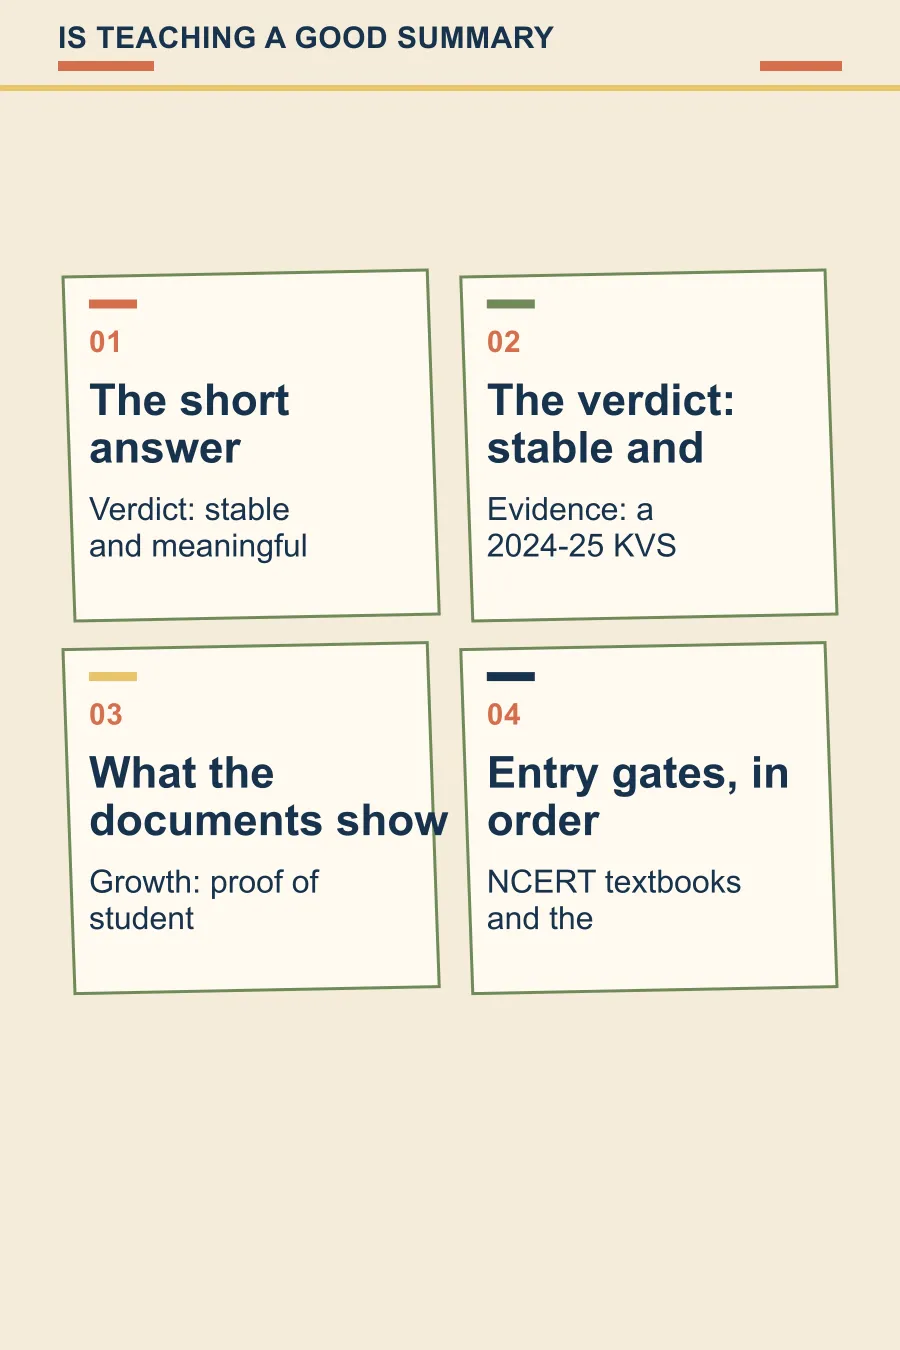 IS TEACHING A GOOD SUMMARY
01
The short
answer
Verdict: stable
and meaningful
02
The verdict:
stable and
Evidence: a
2024-25 KVS
03
What the
documents show
Growth: proof of
student
04
Entry gates, in
order
NCERT textbooks
and the